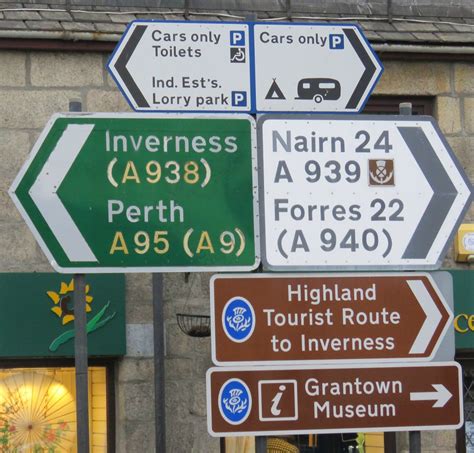 Cars only P
Toilets
Ind. Est's.
Lorry park P
Cars only P
Inverness
(A 938)
Perth
A95 (A9)
Nairn 24
A 939
Forres 22
(A 940)
Highland
Tourist Route
to Inverness
i Grantown
Museum